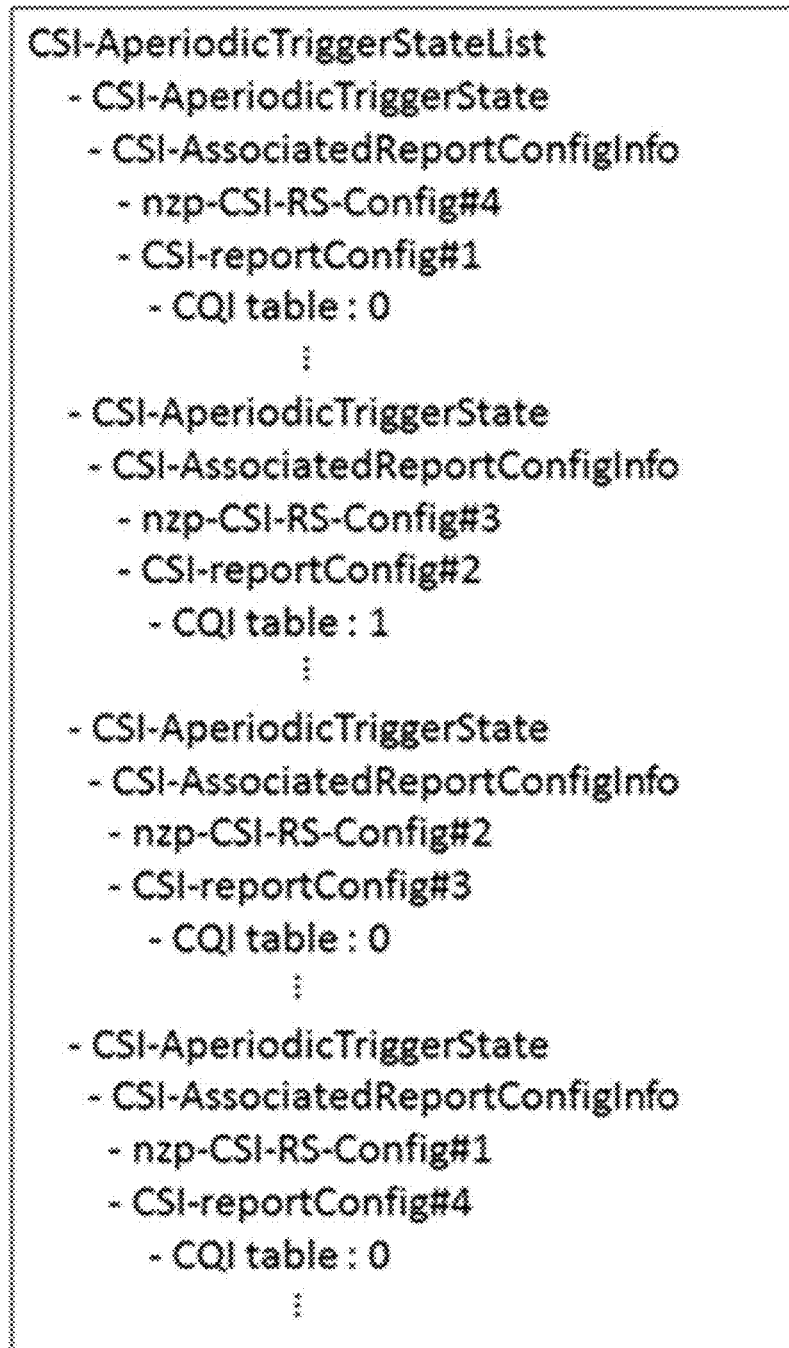 CSI-AperiodicTriggerStateList
- CSI-AperiodicTriggerState
- CSI-AssociatedReportConfigInfo
- nzp-CSI-RS-Config#4
- CSI-reportConfig#1
- CQI table : 0
⋮
- CSI-AperiodicTriggerState
- CSI-AssociatedReportConfigInfo
- nzp-CSI-RS-Config#3
- CSI-reportConfig#2
- CQI table : 1
⋮
- CSI-AperiodicTriggerState
- CSI-AssociatedReportConfigInfo
- nzp-CSI-RS-Config#2
- CSI-reportConfig#3
- CQI table : 0
⋮
- CSI-AperiodicTriggerState
- CSI-AssociatedReportConfigInfo
- nzp-CSI-RS-Config#1
- CSI-reportConfig#4
- CQI table : 0
⋮